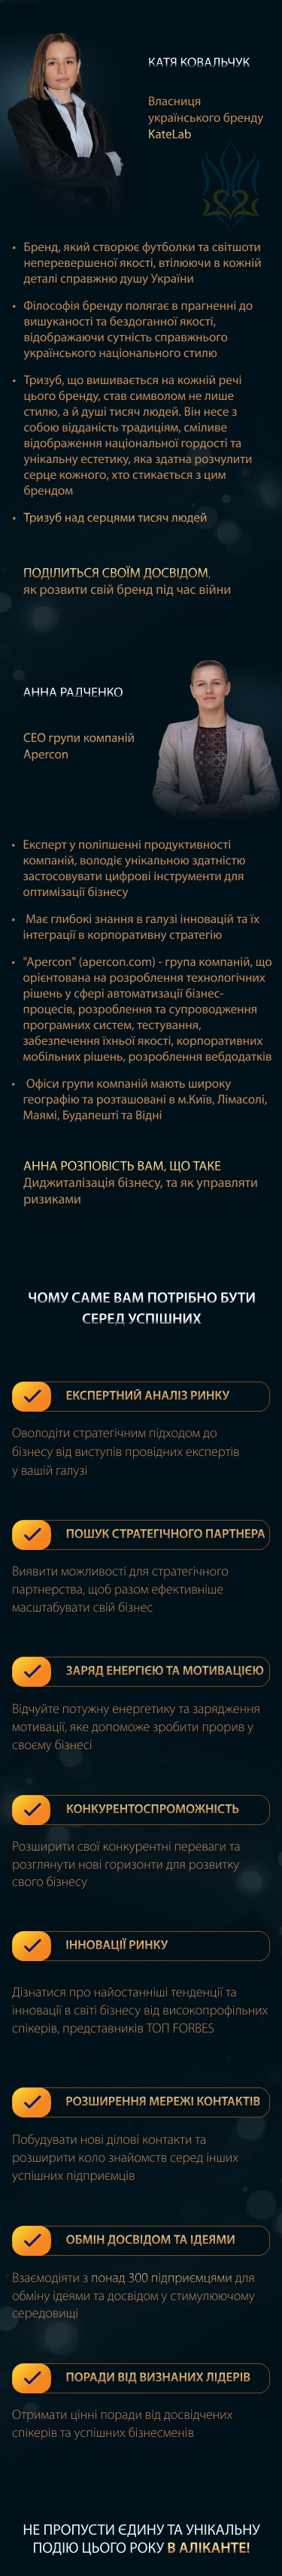 КАТЯ КОВАЛЬЧУК
Власниця
українського бренду
KateLab
• Бренд, який створює футболки та світшоти
неперевершеної якості, втілюючи в кожній
деталі справжню душу України
• Філософія бренду полягає в прагненні до
вишуканості та бездоганної якості,
відображаючи сутність справжнього
українського національного стилю
• Тризуб, що вишивається на кожній речі
цього бренду, став символом не лише
стилю, а й душі тисяч людей. Він несе з
собою відданість традиціям, сміливе
відображення національної гордості та
унікальну естетику, яка здатна розчулити
серце кожного, хто стикається з цим
брендом
• Тризуб над серцями тисяч людей
ПОДІЛИТЬСЯ СВОЇМ ДОСВІДОМ,
як розвити свій бренд під час війни
АННА РАДЧЕНКО
СЕО групи компаній
Apercon
• Експерт у поліпшенні продуктивності
компаній, володіє унікальною здатністю
застосовувати цифрові інструменти для
оптимізації бізнесу
• Має глибокі знання в галузі інновацій та їх
інтеграції в корпоративну стратегію
• "Apercon" (apercon.com) - група компаній, що
орієнтована на розроблення технологічних
рішень у сфері автоматизації бізнес-
процесів, розроблення та супроводження
програмних систем, тестування,
забезпечення їхньої якості, корпоративних
мобільних рішень, розроблення вебдодатків
• Офіси групи компаній мають широку
географію та розташовані в м.Київ, Лімасолі,
Маямі, Будапешті та Відні
АННА РОЗПОВІСТЬ ВАМ, ЩО ТАКЕ
Диджиталізація бізнесу, та як управляти
ризиками
ЧОМУ САМЕ ВАМ ПОТРІБНО БУТИ
СЕРЕД УСПІШНИХ
ЕКСПЕРТНИЙ АНАЛІЗ РИНКУ
Оволодіти стратегічним підходом до
бізнесу від виступів провідних експертів
у вашій галузі
ПОШУК СТРАТЕГІЧНОГО ПАРТНЕРА
Виявити можливості для стратегічного
партнерства, щоб разом ефективніше
масштабувати свій бізнес
ЗАРЯД ЕНЕРГІЄЮ ТА МОТИВАЦІЄЮ
Відчуйте потужну енергетику та зарядження
мотивації, яке допоможе зробити прорив у
своєму бізнесі
КОНКУРЕНТОСПРОМОЖНІСТЬ
Розширити свої конкурентні переваги та
розглянути нові горизонти для розвитку
свого бізнесу
ІННОВАЦІЇ РИНКУ
Дізнатися про найостанніші тенденції та
інновації в світі бізнесу від високопрофільних
спікерів, представників ТОП FORBES
РОЗШИРЕННЯ МЕРЕЖІ КОНТАКТІВ
Побудувати нові ділові контакти та
розширити коло знайомств серед інших
успішних підприємців
ОБМІН ДОСВІДОМ ТА ІДЕЯМИ
Взаємодіяти з понад 300 підприємцями для
обміну ідеями та досвідом у стимулюючому
середовищі
ПОРАДИ ВІД ВИЗНАНИХ ЛІДЕРІВ
Отримати цінні поради від досвідчених
спікерів та успішних бізнесменів
НЕ ПРОПУСТИ ЄДИНУ ТА УНІКАЛЬНУ
ПОДІЮ ЦЬОГО РОКУ В АЛІКАНТЕ!